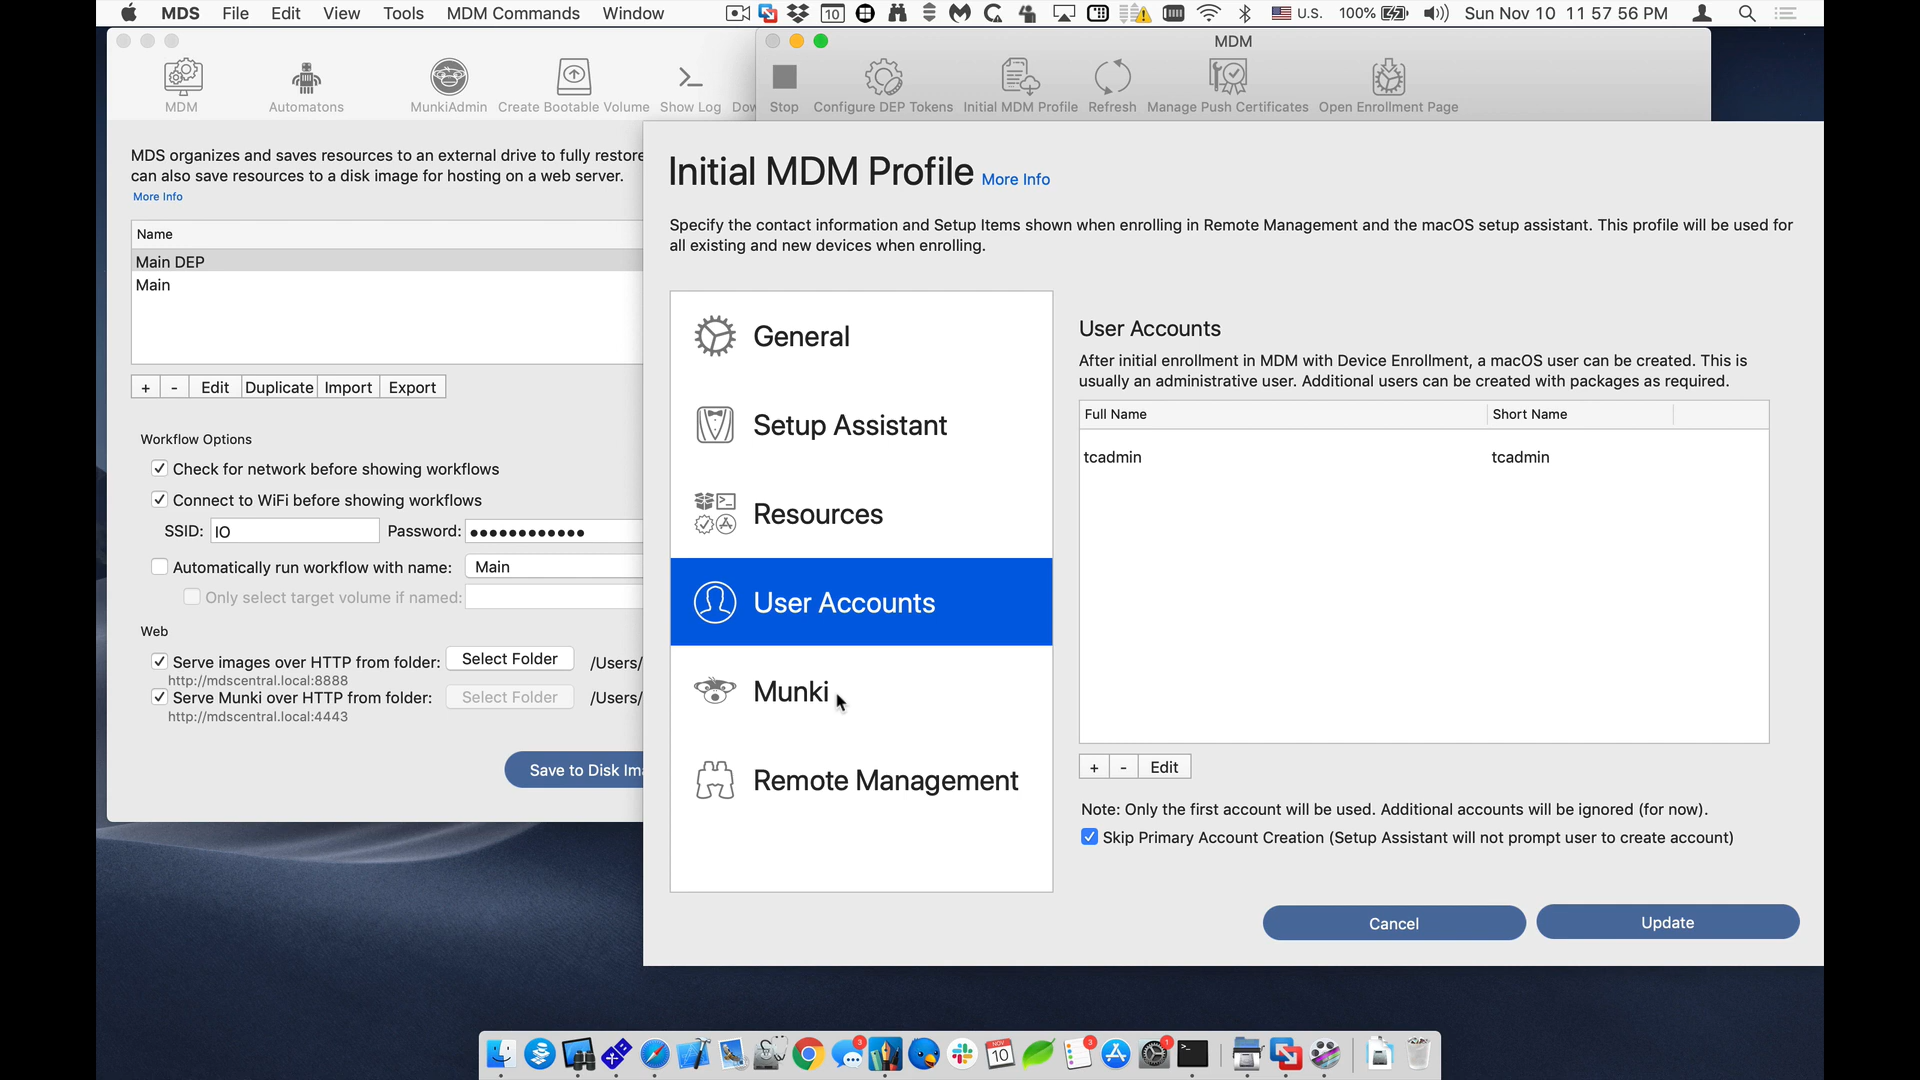 MDS File Edit View Tools MDM Commands Window 10 U.S. 100% Sun Nov 10 11 57 56 PM
MDM
MDM Automatons MunkiAdmin Create Bootable Volume Show Log Dow
Stop Configure DEP Tokens Initial MDM Profile Refresh Manage Push Certificates Open Enrollment Page
MDS organizes and saves resources to an external drive to fully restore
can also save resources to a disk image for hosting on a web server.
More Info
Name
Main DEP
Main
+ - Edit Duplicate Import Export
Workflow Options
Check for network before showing workflows
Connect to WiFi before showing workflows
SSID: IO Password: ●●●●●●●●●●●●
Automatically run workflow with name: Main
Only select target volume if named:
Web
Serve images over HTTP from folder: Select Folder /Users/
http://mdscentral.local:8888
Serve Munki over HTTP from folder: Select Folder /Users/
http://mdscentral.local:4443
Save to Disk Ima
Initial MDM Profile More Info
Specify the contact information and Setup Items shown when enrolling in Remote Management and the macOS setup assistant. This profile will be used for
all existing and new devices when enrolling.
General
Setup Assistant
Resources
User Accounts
Munki
Remote Management
User Accounts
After initial enrollment in MDM with Device Enrollment, a macOS user can be created. This is
usually an administrative user. Additional users can be created with packages as required.
Full Name Short Name
tcadmin tcadmin
+ - Edit
Note: Only the first account will be used. Additional accounts will be ignored (for now).
Skip Primary Account Creation (Setup Assistant will not prompt user to create account)
Cancel Update
3 NOV 10 3 1